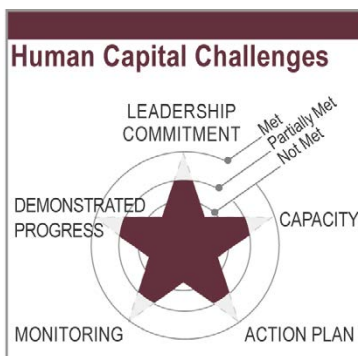 Human Capital Challenges
LEADERSHIP
COMMITMENT
Met
Partially Met
Not Met
DEMONSTRATED
PROGRESS
CAPACITY
MONITORING
ACTION PLAN